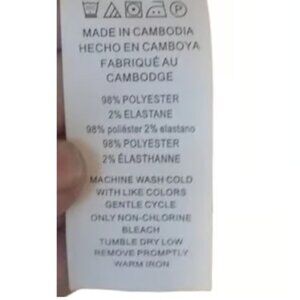 MADE IN CAMBODIA
HECHO EN CAMBOYA
FABRIQUÉ AU
CAMBODGE
98% POLYESTER
2% ELASTANE
98% poliéster 2% elastano
98% POLYESTER
2% ÉLASTHANNE
MACHINE WASH COLD
WITH LIKE COLORS
GENTLE CYCLE
ONLY NON-CHLORINE
BLEACH
TUMBLE DRY LOW
REMOVE PROMPTLY
WARM IRON